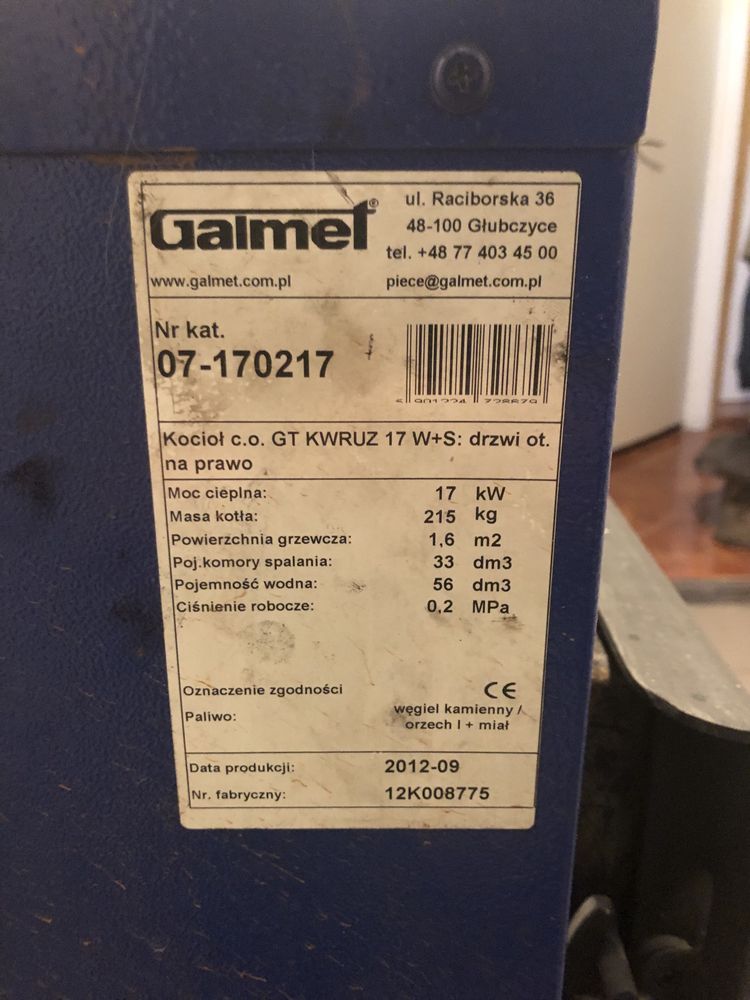 Galmet®
ul. Raciborska 36
48-100 Głubczyce
tel. +48 77 403 45 00
www.galmet.com.pl piece@galmet.com.pl
Nr kat.
07-170217
Kocioł c.o. GT KWRUZ 17 W+S: drzwi ot.
na prawo
Moc cieplna: 17 kW
Masa kotła: 215 kg
Powierzchnia grzewcza: 1,6 m2
Poj.komory spalania: 33 dm3
Pojemność wodna: 56 dm3
Ciśnienie robocze: 0,2 MPa
Oznaczenie zgodności CE
Paliwo: węgiel kamienny /
orzech I + miał
Data produkcji: 2012-09
Nr. fabryczny: 12K008775